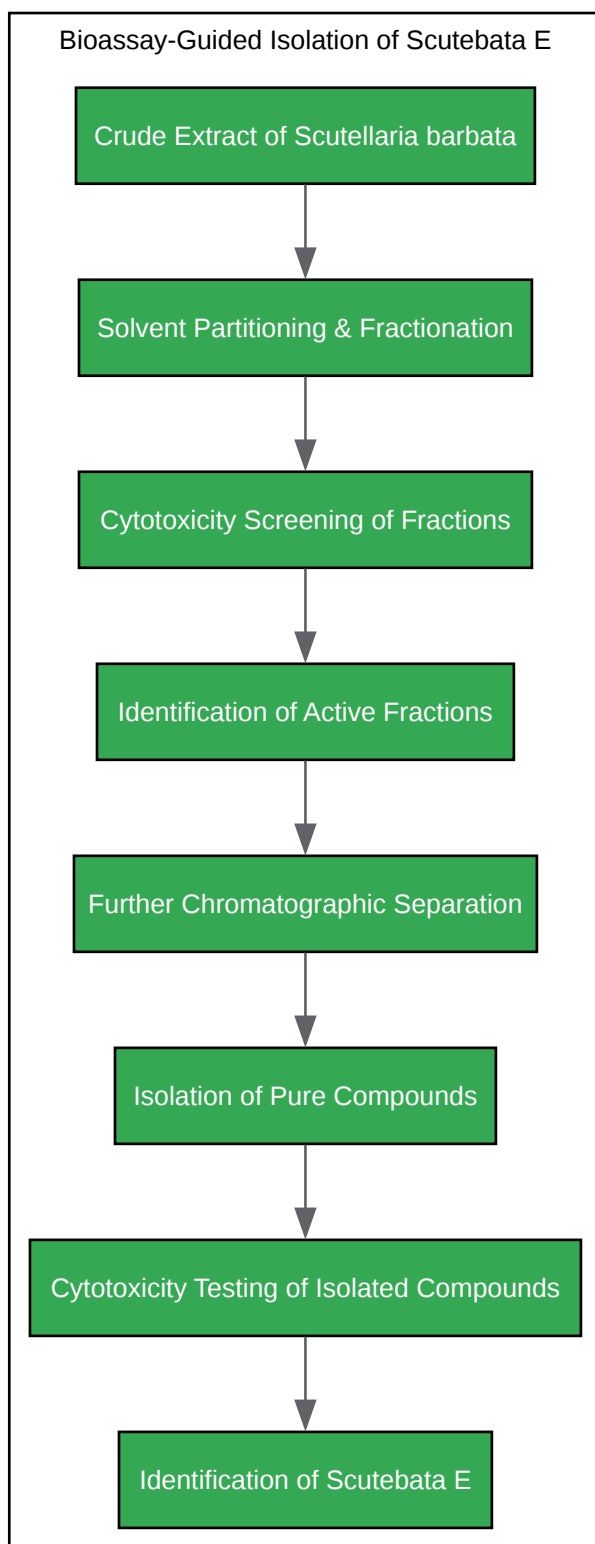 Bioassay-Guided Isolation of Scutebata E
Crude Extract of Scutellaria barbata
Solvent Partitioning & Fractionation
Cytotoxicity Screening of Fractions
Identification of Active Fractions
Further Chromatographic Separation
Isolation of Pure Compounds
Cytotoxicity Testing of Isolated Compounds
Identification of Scutebata E